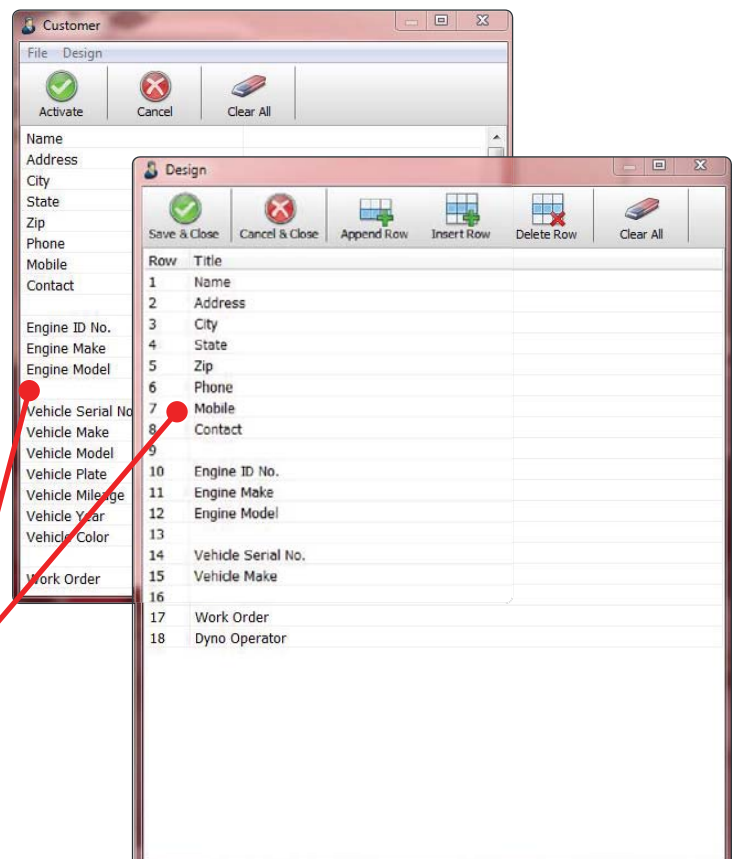 Customer
File Design
Activate Cancel Clear All
Name
Address
City
State
Zip
Phone
Mobile
Contact
Engine ID No.
Engine Make
Engine Model
Vehicle Serial No
Vehicle Make
Vehicle Model
Vehicle Plate
Vehicle Mileage
Vehicle Year
Vehicle Color
Work Order
Design
Save & Close Cancel & Close Append Row Insert Row Delete Row Clear All
Row Title
1 Name
2 Address
3 City
4 State
5 Zip
6 Phone
7 Mobile
8 Contact
9
10 Engine ID No.
11 Engine Make
12 Engine Model
13
14 Vehicle Serial No.
15 Vehicle Make
16
17 Work Order
18 Dyno Operator